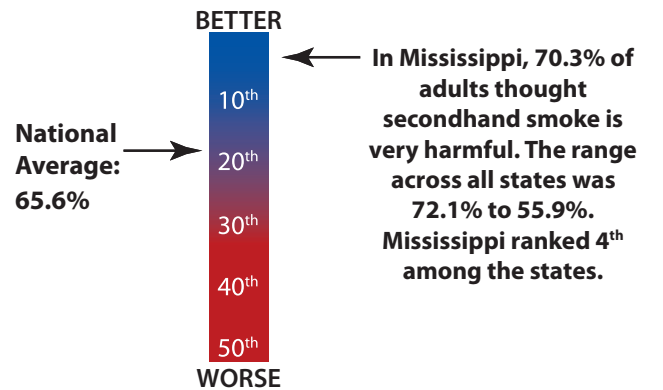 BETTER
10th
20th
30th
40th
50th
WORSE
National
Average:
65.6%
In Mississippi, 70.3% of
adults thought
secondhand smoke is
very harmful. The range
across all states was
72.1% to 55.9%.
Mississippi ranked 4th
among the states.